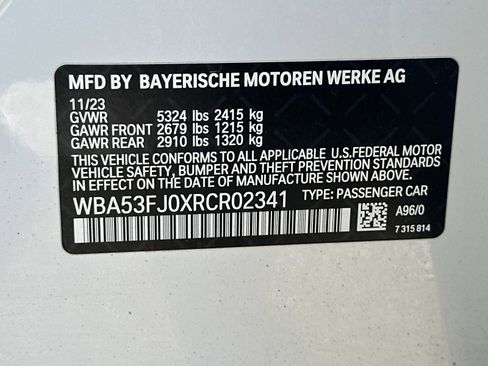 MFD BY BAYERISCHE MOTOREN WERKE AG
11/23
GVWR 5324 lbs 2415 kg
GAWR FRONT 2679 lbs 1215 kg
GAWR REAR 2910 lbs 1320 kg
THIS VEHICLE CONFORMS TO ALL APPLICABLE U.S.FEDERAL MOTOR
VEHICLE SAFETY, BUMPER AND THEFT PREVENTION STANDARDS IN
EFFECT ON THE DATE OF MANUFACTURE SHOWN ABOVE.
WBA53FJ0XRCR02341 TYPE: PASSENGER CAR
A96/0
7 315 814